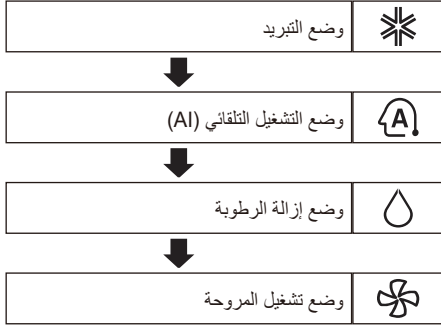 وضع التبريد
وضع التشغيل التلقائي (AI)
A
وضع إزالة الرطوبة
وضع تشغيل المروحة